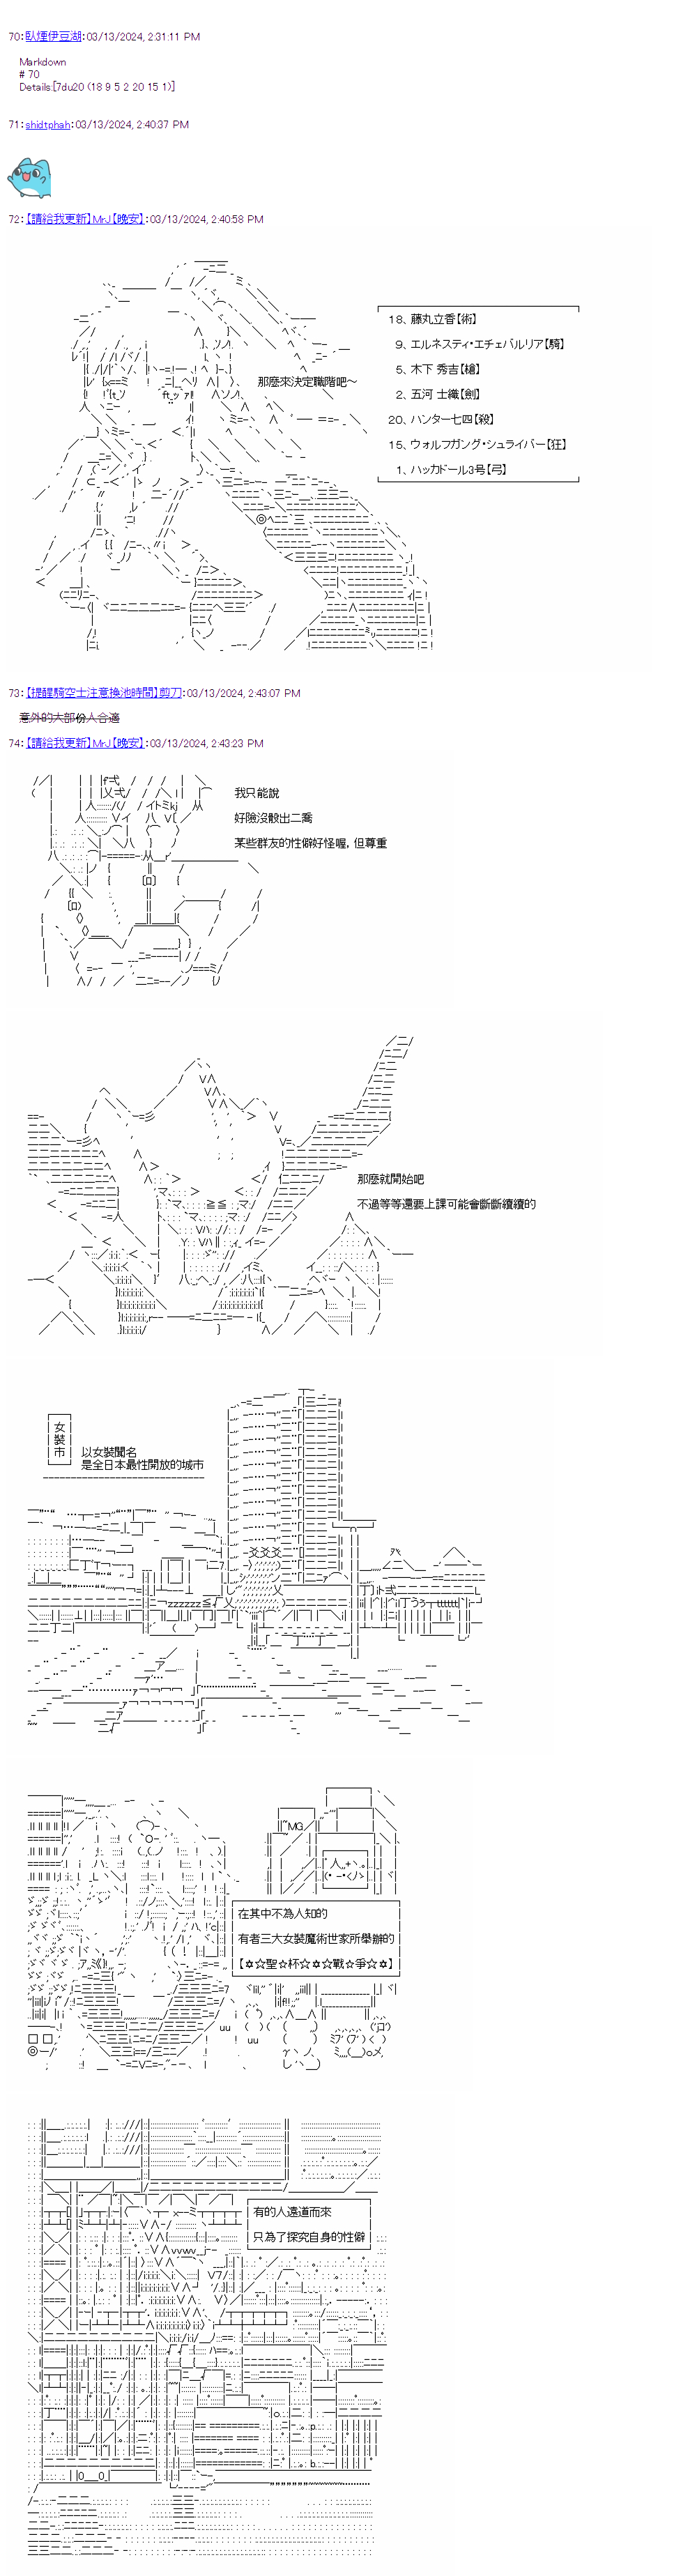 70：臥煙伊豆湖：03/13/2024, 2:31:11 PM
Markdown
# 70
Details:[7du20 (18 9 5 2 20 15 1)]
71：shidtphah：03/13/2024, 2:40:37 PM
72：【請給我更新】MrJ【晚安】：03/13/2024, 2:40:58 PM
18、藤丸立香【術】
9、エルネスティ・エチェバルリア【騎】
5、木下 秀吉【槍】
那麼來決定職階吧～
2、五河 士織【劍】
20、ハンター七四【殺】
15、ウォルフガング・シュライバー【狂】
1、ハッカドール3号【弓】
73：【提醒騎空士注意換池時間】剪刀：03/13/2024, 2:43:07 PM
意外的大部份人合適
74：【請給我更新】MrJ【晚安】：03/13/2024, 2:43:23 PM
我只能說
好險沒骰出二喬
某些群友的性僻好怪喔，但尊重
那麼就開始吧
不過等等還要上課可能會斷斷續續的
女
裝
市
以女裝聞名
是全日本最性開放的城市
在其中不為人知的
有者三大女裝魔術世家所舉辦的
【✡☆聖☆杯☆✡☆戰☆爭☆✡】
有的人遠道而來
只為了探究自身的性僻